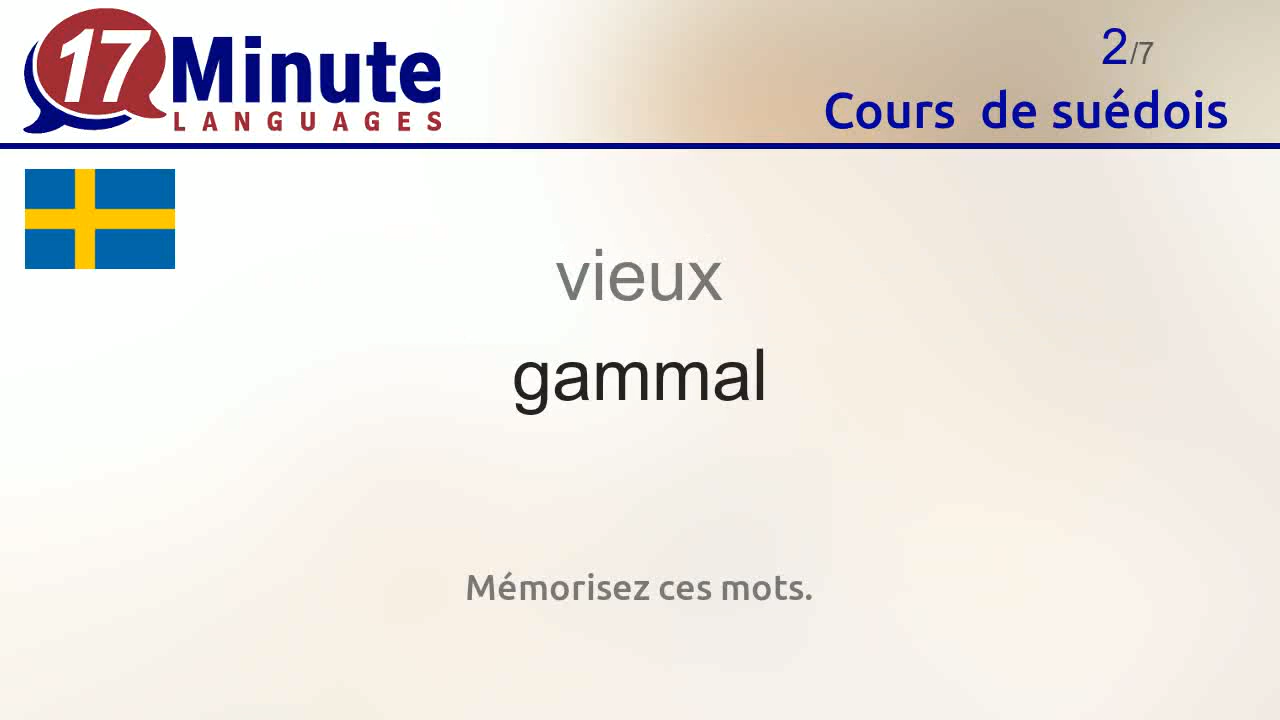 17 Minute
LANGUAGES
2/7
Cours de suédois
vieux
gammal
Mémorisez ces mots.